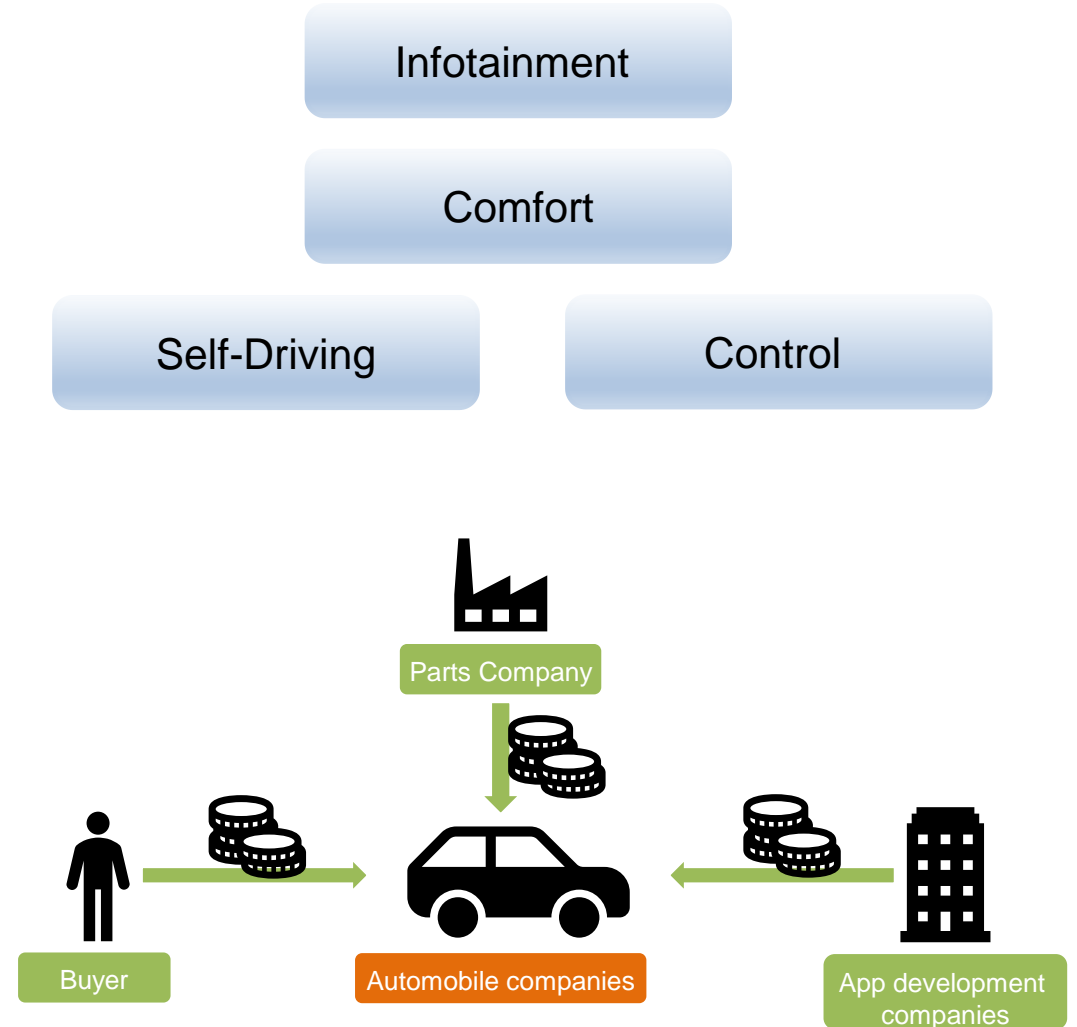 Infotainment
Comfort
Self-Driving
Control
Parts Company
Buyer
Automobile companies
App development
companies